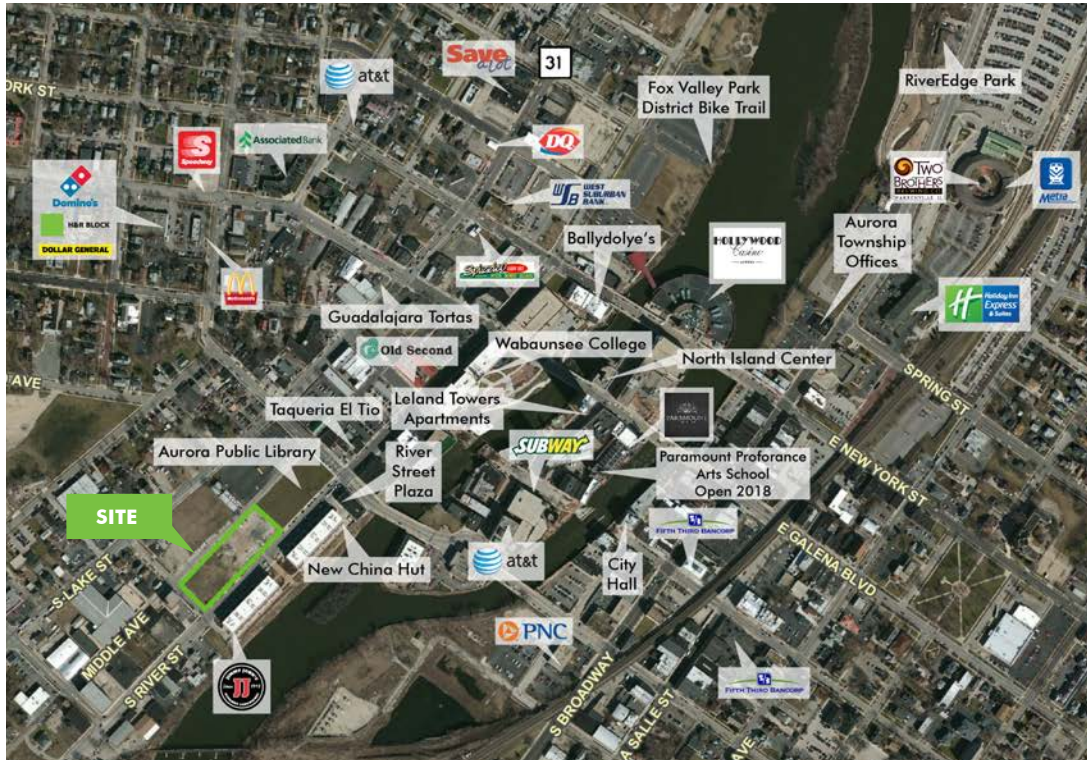 Save
a lot
31
at&t
Fox Valley Park
District Bike Trail
RiverEdge Park
ORK ST
Speedway
AssociatedBank
DQ
Domino's
H&R BLOCK
DOLLAR GENERAL
WEST
SUBURBAN
BANK
TWO
BROTHERS
Metra
Ballydolye's
HOLLYWOOD
Casino
Aurora
Township
Offices
McDonald's
Holiday Inn
Express
& Suites
Guadalajara Tortas
Old Second
Wabaunsee College
North Island Center
AVE
SPRING ST
Leland Towers
Apartments
Taqueria El Tio
PARAMOUNT
E NEW YORK ST
Aurora Public Library
River
Street
Plaza
SUBWAY
Paramount Proforance
Arts School
Open 2018
SITE
FIFTH THIRD BANCORP
E GALENA BLVD
New China Hut
at&t
City
Hall
S LAKE ST
MIDDLE AVE
S RIVER ST
PNC
JJ
FIFTH THIRD BANCORP
S BROADWAY
A SALLE ST
AVE